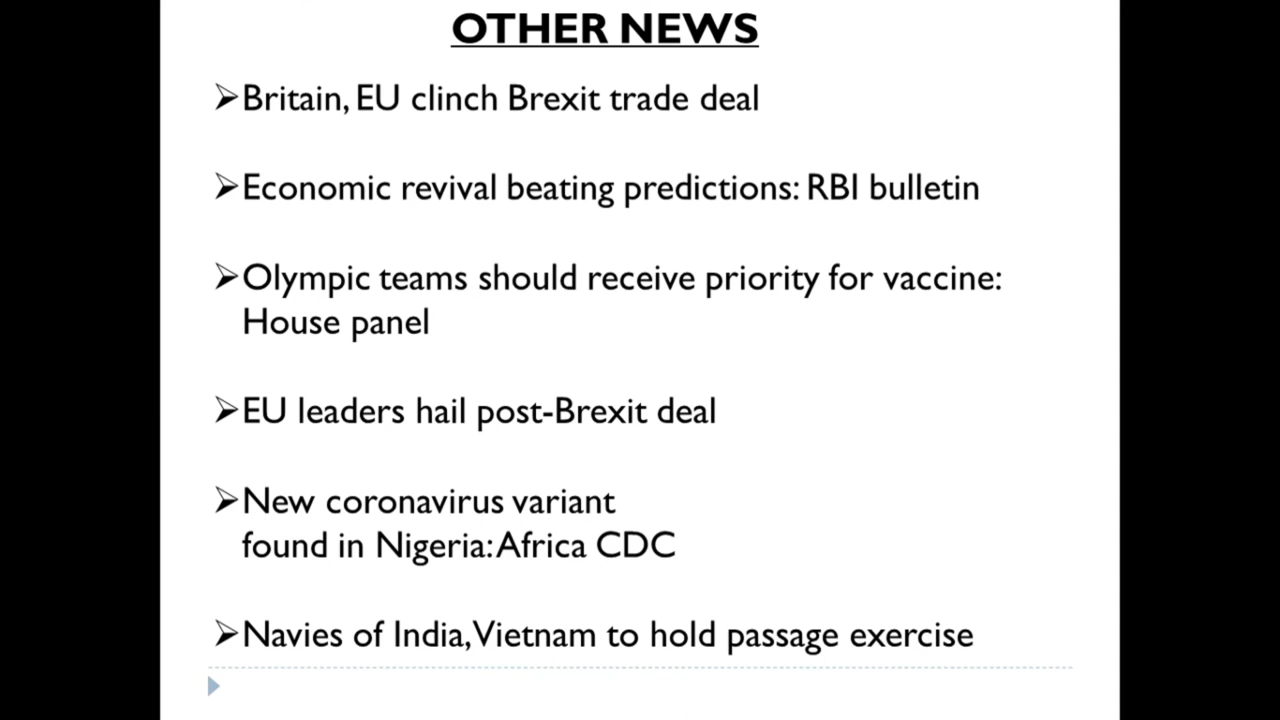 OTHER NEWS
➢Britain, EU clinch Brexit trade deal
➢Economic revival beating predictions: RBI bulletin
➢Olympic teams should receive priority for vaccine:
House panel
➢EU leaders hail post-Brexit deal
➢New coronavirus variant
found in Nigeria: Africa CDC
➢Navies of India, Vietnam to hold passage exercise